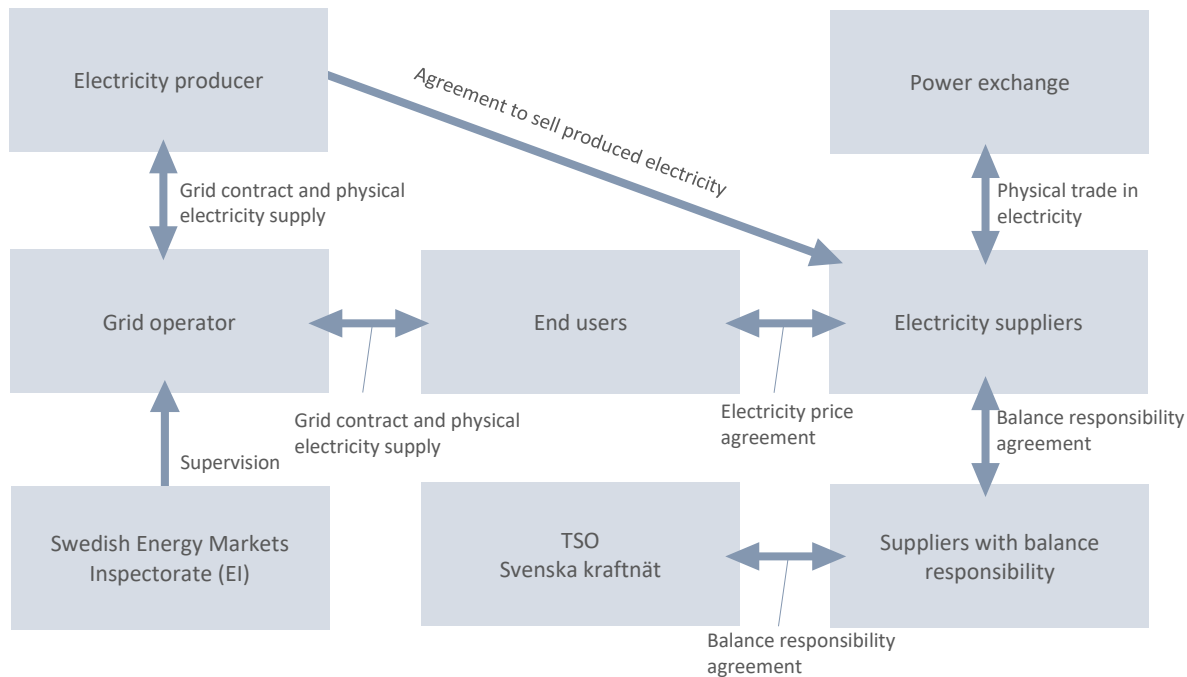 Electricity producer
Agreement to sell produced electricity
Power exchange
Grid contract and physical
electricity supply
Physical trade in
electricity
Grid operator
End users
Electricity suppliers
Grid contract and physical
electricity supply
Electricity price
agreement
Balance responsibility
agreement
Supervision
Swedish Energy Markets
Inspectorate (EI)
TSO
Svenska kraftnät
Suppliers with balance
responsibility
Balance responsibility
agreement